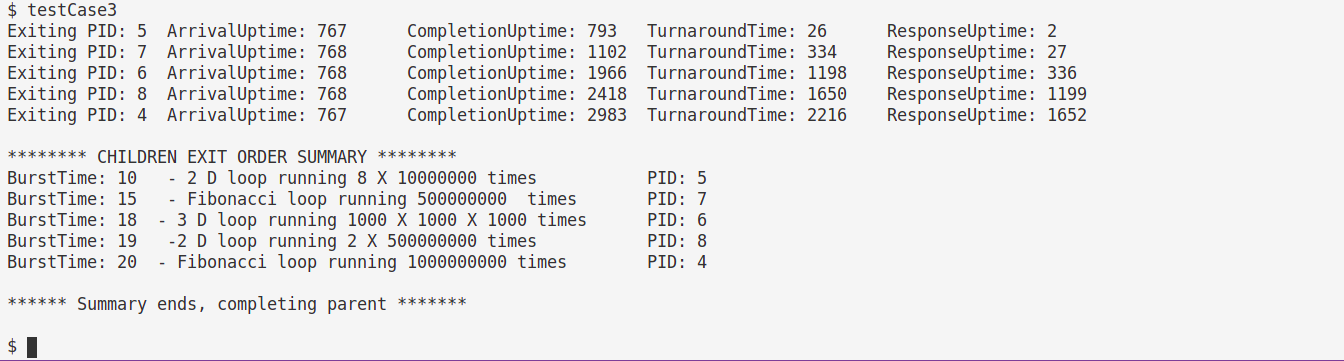 $ testCase3
Exiting PID: 5  ArrivalUptime: 767      CompletionUptime: 793   TurnaroundTime: 26      ResponseUptime: 2
Exiting PID: 7  ArrivalUptime: 768      CompletionUptime: 1102  TurnaroundTime: 334     ResponseUptime: 27
Exiting PID: 6  ArrivalUptime: 768      CompletionUptime: 1966  TurnaroundTime: 1198    ResponseUptime: 336
Exiting PID: 8  ArrivalUptime: 768      CompletionUptime: 2418  TurnaroundTime: 1650    ResponseUptime: 1199
Exiting PID: 4  ArrivalUptime: 767      CompletionUptime: 2983  TurnaroundTime: 2216    ResponseUptime: 1652

******** CHILDREN EXIT ORDER SUMMARY ********
BurstTime: 10   - 2 D loop running 8 X 10000000 times           PID: 5
BurstTime: 15   - Fibonacci loop running 500000000  times       PID: 7
BurstTime: 18  - 3 D loop running 1000 X 1000 X 1000 times      PID: 6
BurstTime: 19   -2 D loop running 2 X 500000000 times           PID: 8
BurstTime: 20  - Fibonacci loop running 1000000000 times        PID: 4

****** Summary ends, completing parent *******

$